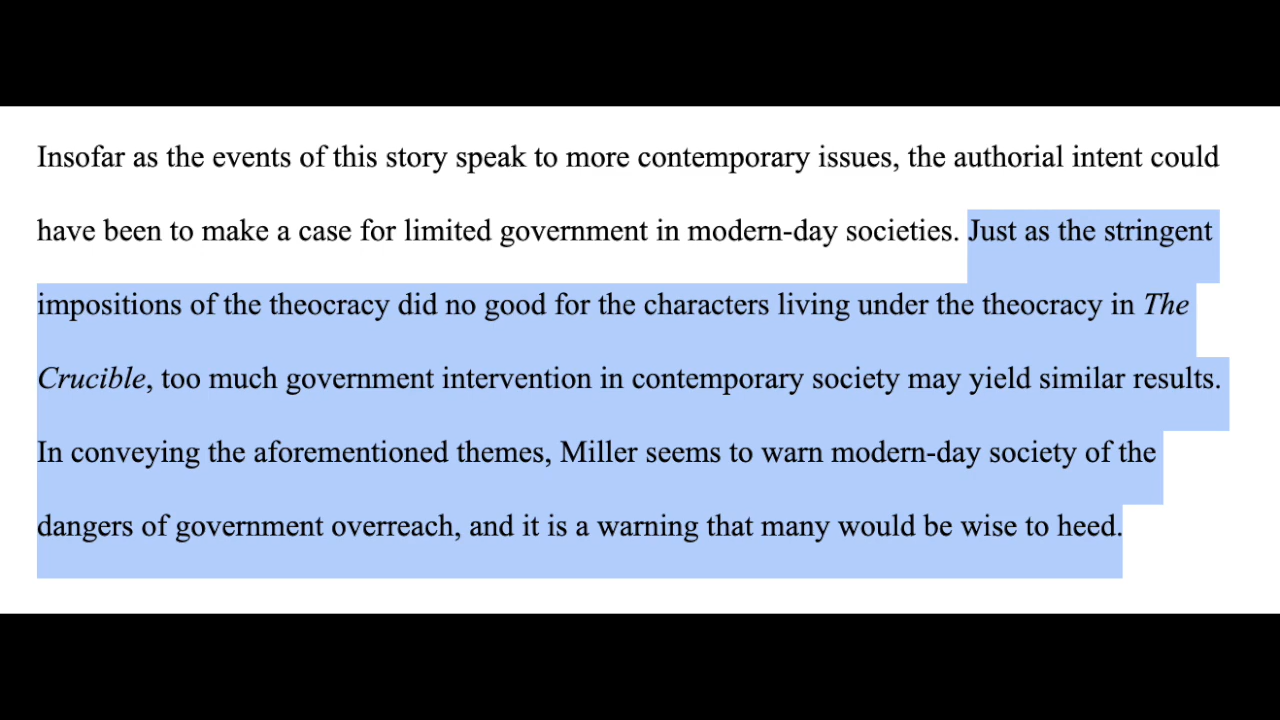 Insofar as the events of this story speak to more contemporary issues, the authorial intent could
have been to make a case for limited government in modern-day societies. Just as the stringent
impositions of the theocracy did no good for the characters living under the theocracy in The
Crucible, too much government intervention in contemporary society may yield similar results.
In conveying the aforementioned themes, Miller seems to warn modern-day society of the
dangers of government overreach, and it is a warning that many would be wise to heed.